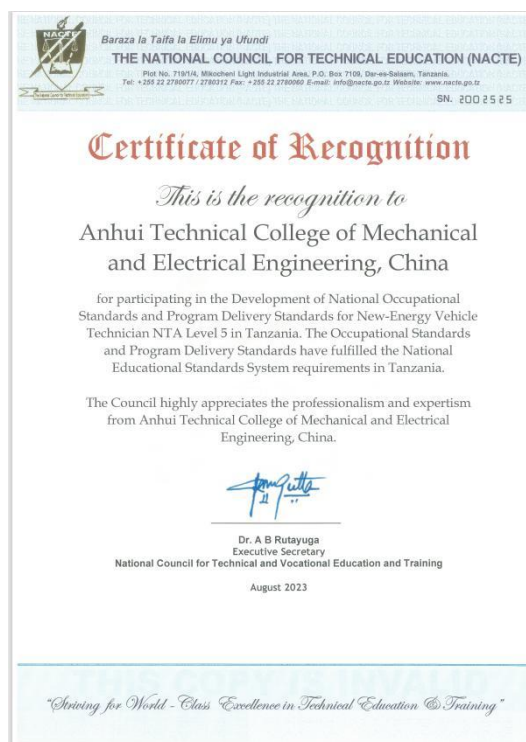 NACTE
Baraza la Taifa la Elimu ya Ufundi
THE NATIONAL COUNCIL FOR TECHNICAL EDUCATION (NACTE)
Plot No. 719/1/4, Mikocheni Light Industrial Area, P.O. Box 7109, Dar-es-Salaam, Tanzania.
Tel: +255 22 2780077 / 2780312 Fax: +255 22 2780060 E-mail: info@nacte.go.tz Website: www.nacte.go.tz
SN. 2002525
Certificate of Recognition
This is the recognition to
Anhui Technical College of Mechanical
and Electrical Engineering, China
for participating in the Development of National Occupational
Standards and Program Delivery Standards for New-Energy Vehicle
Technician NTA Level 5 in Tanzania. The Occupational Standards
and Program Delivery Standards have fulfilled the National
Educational Standards System requirements in Tanzania.
The Council highly appreciates the professionalism and expertism
from Anhui Technical College of Mechanical and Electrical
Engineering, China.
Dr. A B Rutayuga
Executive Secretary
National Council for Technical and Vocational Education and Training
August 2023
THIS COPY IS INVALID
"Striving for World - Class Excellence in Technical Education & Training"